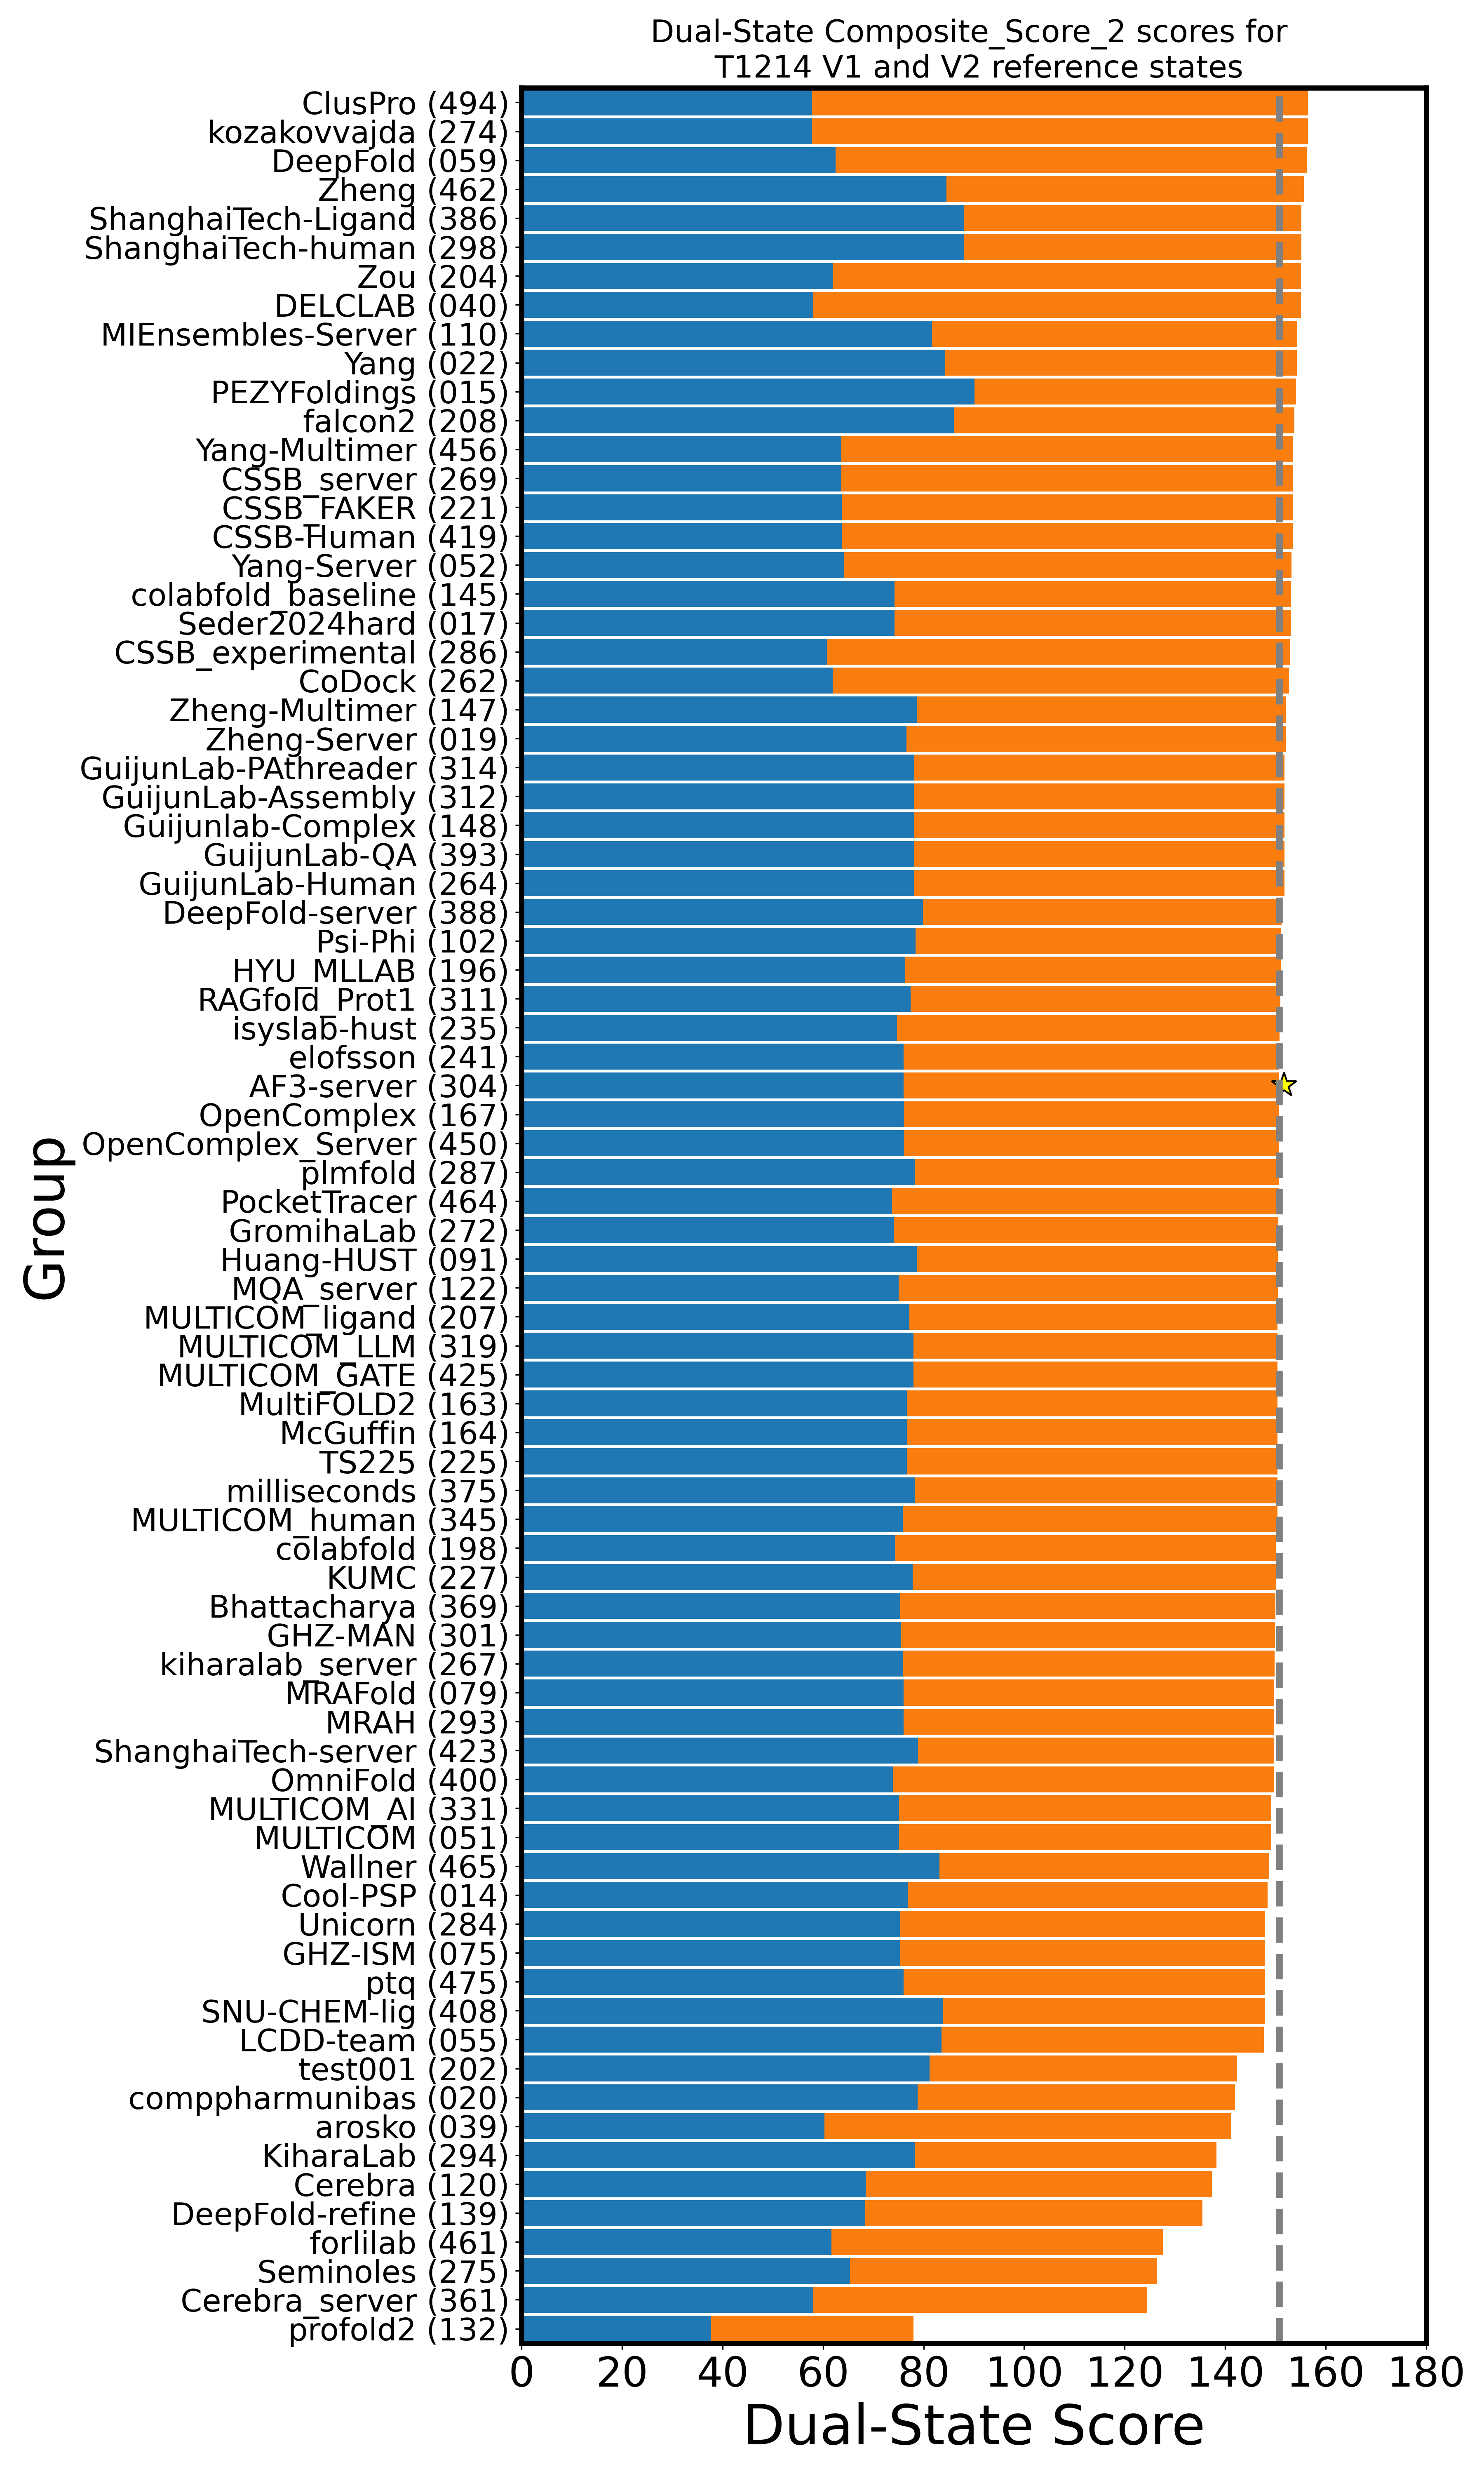 Dual-State Composite_Score_2 scores for
T1214 V1 and V2 reference states
ClusPro (494)
kozakovvajda (274)
DeepFold (059)
Zheng (462)
ShanghaiTech-Ligand (386)
ShanghaiTech-human (298)
Zou (204)
DELCLAB (040)
MIEnsembles-Server (110)
Yang (022)
PEZYFoldings (015)
falcon2 (208)
Yang-Multimer (456)
CSSB_server (269)
CSSB_FAKER (221)
CSSB-Human (419)
Yang-Server (052)
colabfold_baseline (145)
Seder2024hard (017)
CSSB_experimental (286)
CoDock (262)
Zheng-Multimer (147)
Zheng-Server (019)
GuijunLab-PAthreader (314)
GuijunLab-Assembly (312)
Guijunlab-Complex (148)
GuijunLab-QA (393)
GuijunLab-Human (264)
DeepFold-server (388)
Psi-Phi (102)
HYU_MLLAB (196)
RAGfold_Prot1 (311)
isyslab-hust (235)
elofsson (241)
AF3-server (304)
OpenComplex (167)
OpenComplex_Server (450)
plmfold (287)
PocketTracer (464)
GromihaLab (272)
Huang-HUST (091)
MQA_server (122)
MULTICOM_ligand (207)
MULTICOM_LLM (319)
MULTICOM_GATE (425)
MultiFOLD2 (163)
McGuffin (164)
TS225 (225)
milliseconds (375)
MULTICOM_human (345)
colabfold (198)
KUMC (227)
Bhattacharya (369)
GHZ-MAN (301)
kiharalab_server (267)
MRAFold (079)
MRAH (293)
ShanghaiTech-server (423)
OmniFold (400)
MULTICOM_AI (331)
MULTICOM (051)
Wallner (465)
Cool-PSP (014)
Unicorn (284)
GHZ-ISM (075)
ptq (475)
SNU-CHEM-lig (408)
LCDD-team (055)
test001 (202)
comppharmunibas (020)
arosko (039)
KiharaLab (294)
Cerebra (120)
DeepFold-refine (139)
forlilab (461)
Seminoles (275)
Cerebra_server (361)
profold2 (132)
Group
0 20 40 60 80 100 120 140 160 180
Dual-State Score